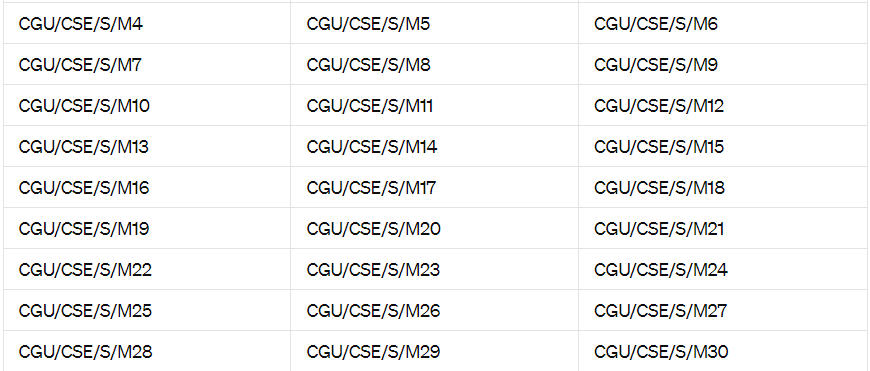 CGU/CSE/S/M4 CGU/CSE/S/M5 CGU/CSE/S/M6
CGU/CSE/S/M7 CGU/CSE/S/M8 CGU/CSE/S/M9
CGU/CSE/S/M10 CGU/CSE/S/M11 CGU/CSE/S/M12
CGU/CSE/S/M13 CGU/CSE/S/M14 CGU/CSE/S/M15
CGU/CSE/S/M16 CGU/CSE/S/M17 CGU/CSE/S/M18
CGU/CSE/S/M19 CGU/CSE/S/M20 CGU/CSE/S/M21
CGU/CSE/S/M22 CGU/CSE/S/M23 CGU/CSE/S/M24
CGU/CSE/S/M25 CGU/CSE/S/M26 CGU/CSE/S/M27
CGU/CSE/S/M28 CGU/CSE/S/M29 CGU/CSE/S/M30